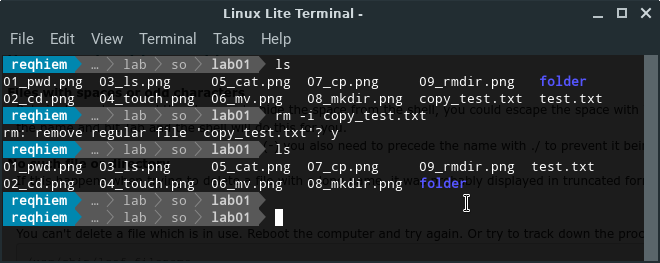 Linux Lite Terminal -
File Edit View Terminal Tabs Help
reqhiem … lab so lab01 ls
01_pwd.png 03_ls.png 05_cat.png 07_cp.png 09_rmdir.png folder
02_cd.png 04_touch.png 06_mv.png 08_mkdir.png copy_test.txt test.txt
reqhiem … lab so lab01 rm -i copy_test.txt
rm: remove regular file 'copy_test.txt'? y
reqhiem … lab so lab01 ls
01_pwd.png 03_ls.png 05_cat.png 07_cp.png 09_rmdir.png test.txt
02_cd.png 04_touch.png 06_mv.png 08_mkdir.png folder
reqhiem … lab so lab01
reqhiem … lab so lab01
You can't delete a file which is in use. Reboot the computer and try again. Or try to track down the proc